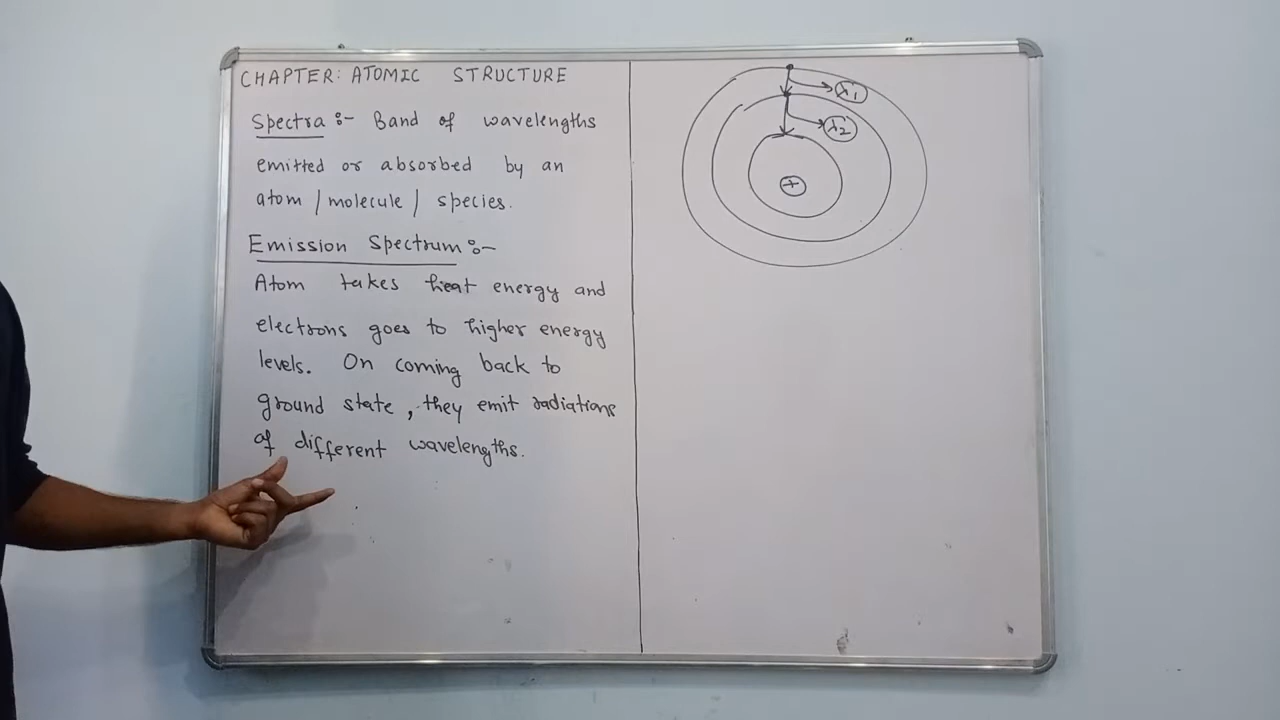 CHAPTER: ATOMIC STRUCTURE
Spectra :- Band of wavelengths
emitted or absorbed by an
atom / molecule / species.
Emission Spectrum :-
Atom takes heat energy and
electrons goes to higher energy
levels. On coming back to
ground state, they emit radiations
of different wavelengths.
λ1
λ2
+